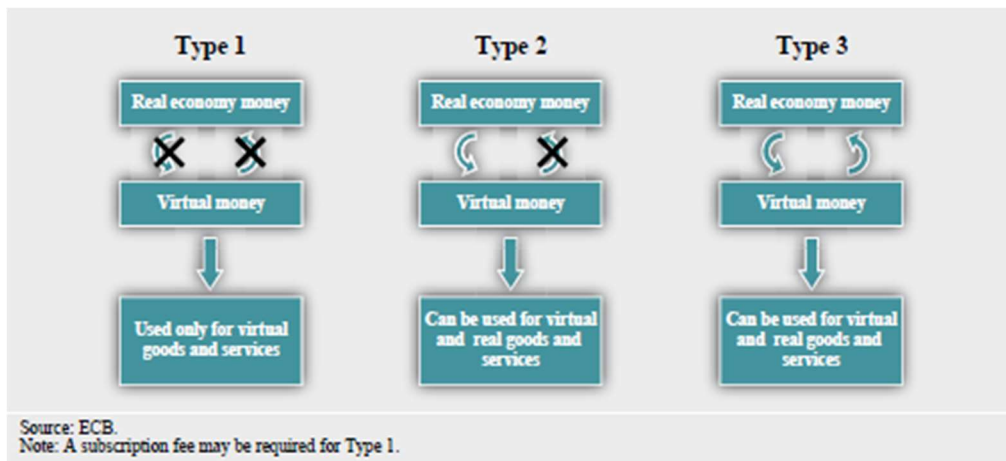 Type 1
Type 2
Type 3
Real economy money
Real economy money
Real economy money
Virtual money
Virtual money
Virtual money
Used only for virtual
goods and services
Can be used for virtual
and real goods and
services
Can be used for virtual
and real goods and
services
Source: ECB.
Note: A subscription fee may be required for Type 1.